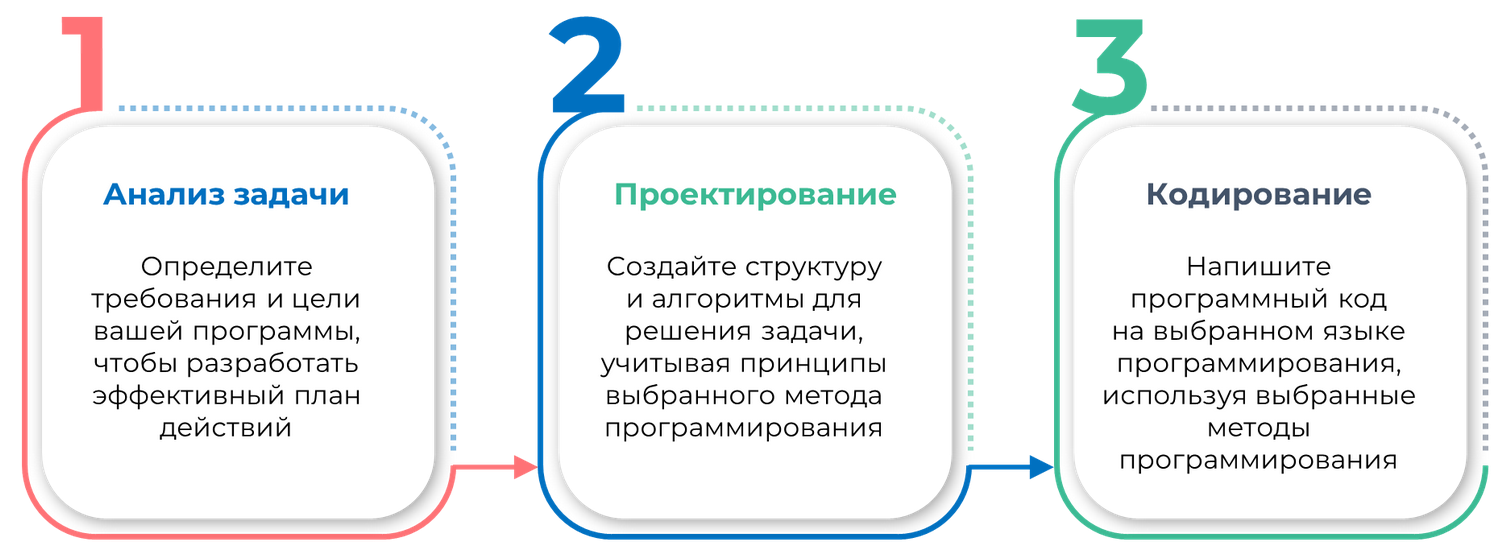 1
Анализ задачи
Определите
требования и цели
вашей программы,
чтобы разработать
эффективный план
действий
2
Проектирование
Создайте структуру
и алгоритмы для
решения задачи,
учитывая принципы
выбранного метода
программирования
3
Кодирование
Напишите
программный код
на выбранном языке
программирования,
используя выбранные
методы
программирования